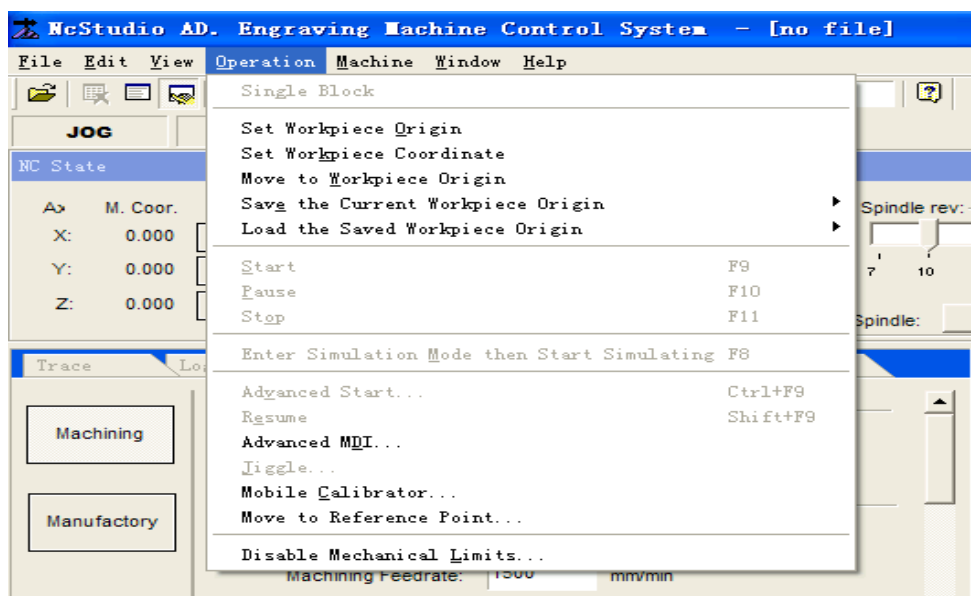 NcStudio AD. Engraving Machine Control System - [no file]
File Edit View Operation Machine Window Help
Single Block
JOG
Set Workpiece Origin
Set Workpiece Coordinate
NC State
Move to Workpiece Origin
M. Coor.
Save the Current Workpiece Origin
Spindle rev:
X: 0.000
Load the Saved Workpiece Origin
Y: 0.000
Start F9
7 10
Pause F10
Z: 0.000
Stop F11
Spindle:
Enter Simulation Mode then Start Simulating F8
Trace
Advanced Start... Ctrl+F9
Resume Shift+F9
Machining
Advanced MDI...
Jiggle...
Mobile Calibrator...
Manufactory
Move to Reference Point...
Disable Mechanical Limits...
Machining Feedrate: 1500 mm/min